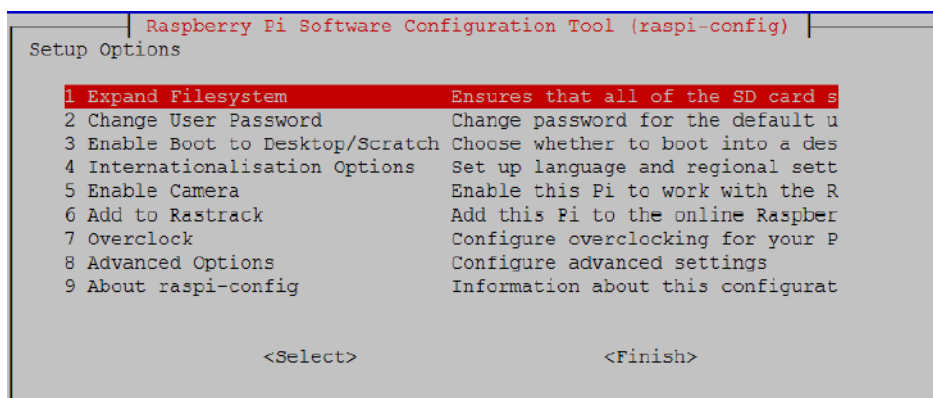 Raspberry Pi Software Configuration Tool (raspi-config)
Setup Options
1 Expand Filesystem Ensures that all of the SD card s
2 Change User Password Change password for the default u
3 Enable Boot to Desktop/Scratch Choose whether to boot into a des
4 Internationalisation Options Set up language and regional sett
5 Enable Camera Enable this Pi to work with the R
6 Add to Rastrack Add this Pi to the online Raspber
7 Overclock Configure overclocking for your P
8 Advanced Options Configure advanced settings
9 About raspi-config Information about this configurat
<Select> <Finish>